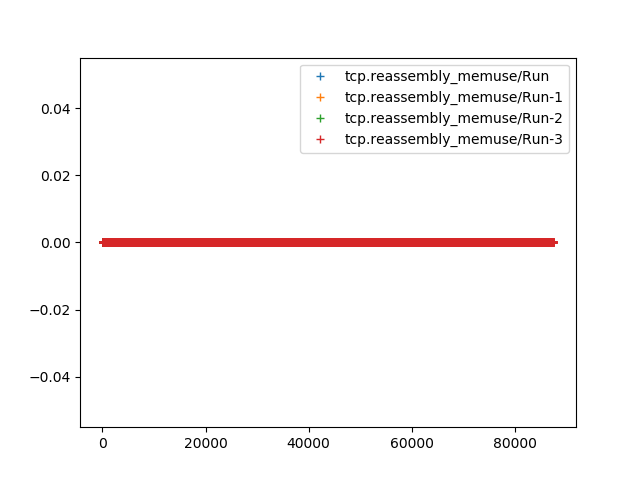 tcp.reassembly_memuse/Run
tcp.reassembly_memuse/Run-1
tcp.reassembly_memuse/Run-2
tcp.reassembly_memuse/Run-3
0.04
0.02
0.00
−0.02
−0.04
0 20000 40000 60000 80000